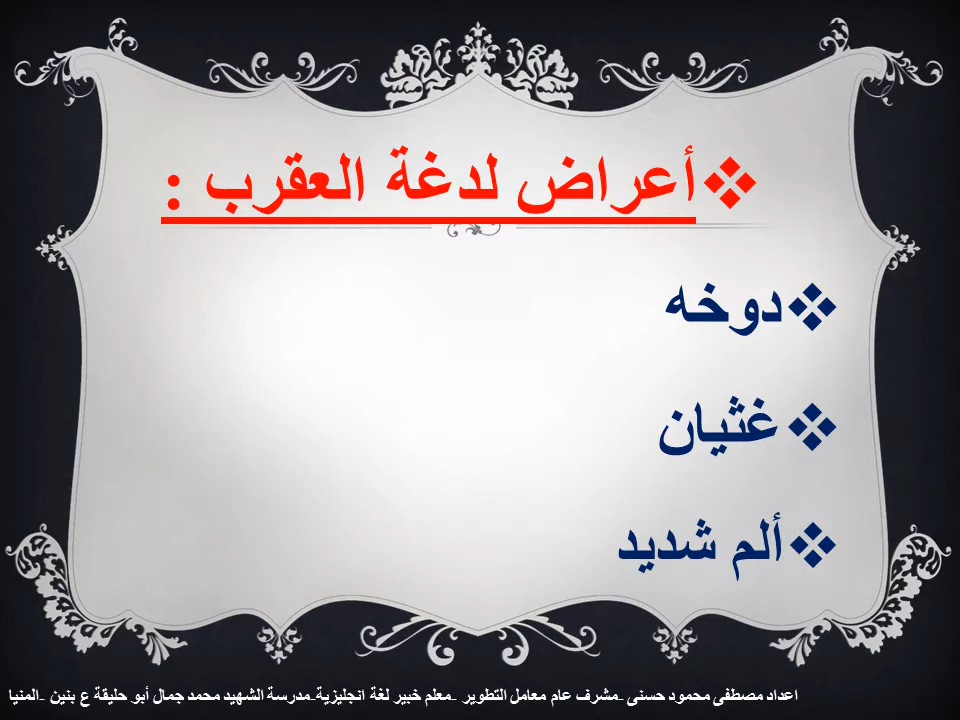 ❖أعراض لدغة العقرب :
❖دوخه
❖غثيان
❖ألم شديد
اعداد مصطفى محمود حسنى -مشرف عام معامل التطوير -معلم خبير لغة انجليزية-مدرسة الشهيد محمد جمال أبو حليقة ع بنين -المنيا